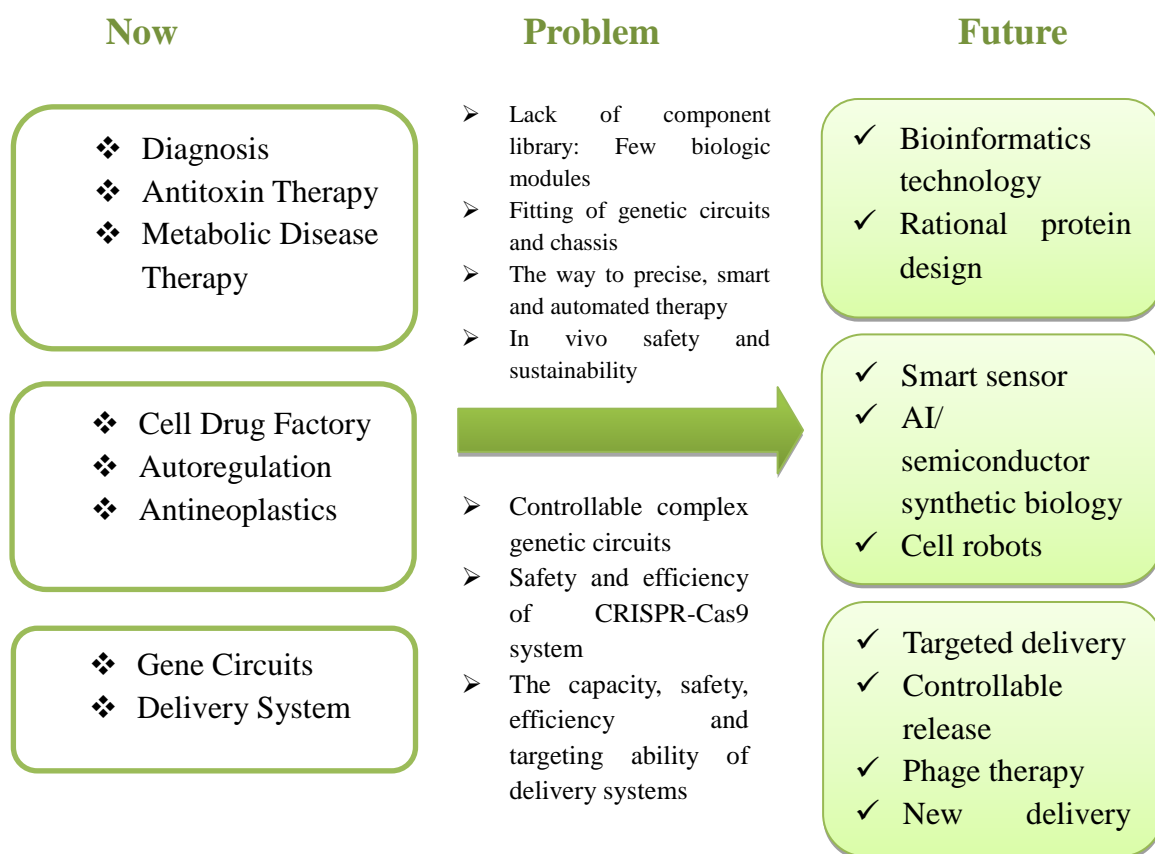 Now
Problem
Future
Diagnosis
Antitoxin Therapy
Metabolic Disease
Therapy
Cell Drug Factory
Autoregulation
Antineoplastics
Gene Circuits
Delivery System
Lack of component
library: Few biologic
modules
Fitting of genetic circuits
and chassis
The way to precise, smart
and automated therapy
In vivo safety and
sustainability
Controllable complex
genetic circuits
Safety and efficiency
of CRISPR-Cas9
system
The capacity, safety,
efficiency and
targeting ability of
delivery systems
Bioinformatics
technology
Rational protein
design
Smart sensor
AI/
semiconductor
synthetic biology
Cell robots
Targeted delivery
Controllable
release
Phage therapy
New delivery